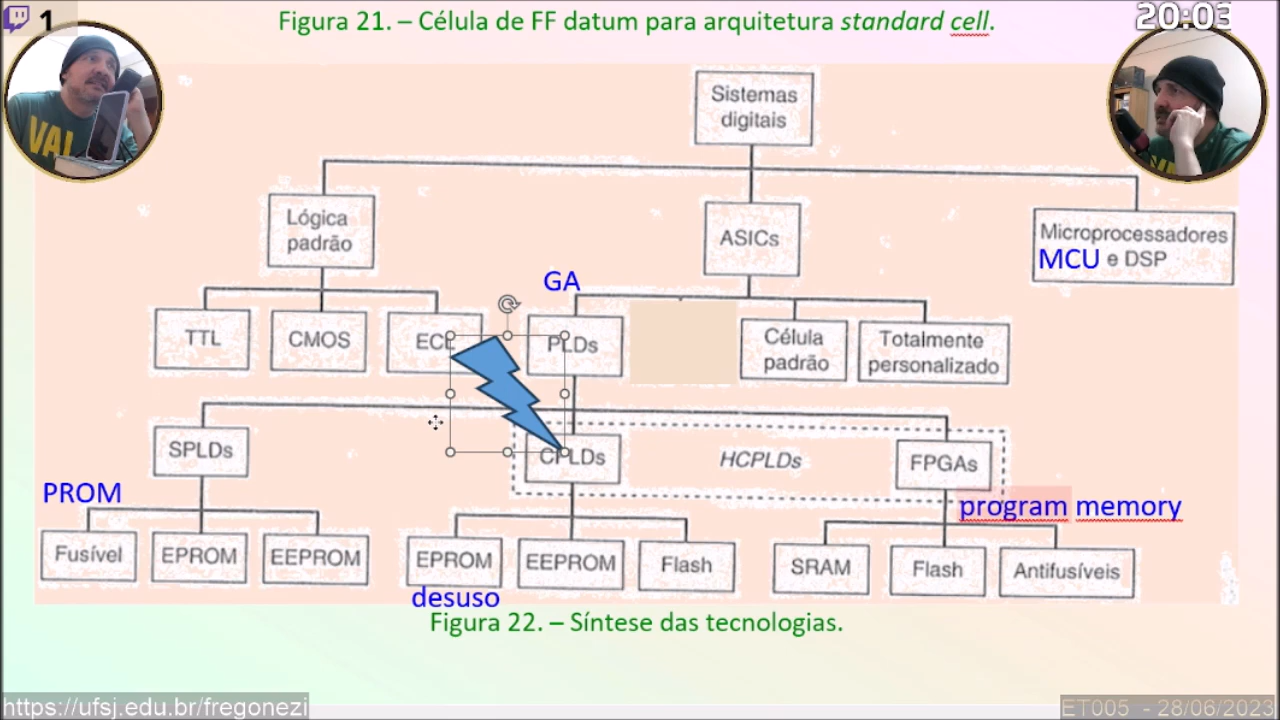 1
Figura 21. – Célula de FF datum para arquitetura standard cell.
20:03
VAL
Sistemas
digitais
Lógica
padrão
ASICs
Microprocessadores
MCU e DSP
GA
TTL
CMOS
ECL
PLDs
Célula
padrão
Totalmente
personalizado
SPLDs
CPLDs
HCPLDs
FPGAs
PROM
program memory
Fusível
EPROM
EEPROM
EPROM
EEPROM
Flash
SRAM
Flash
Antifusíveis
desuso
Figura 22. – Síntese das tecnologias.
https://ufsj.edu.br/fregonezi
ET005 - 28/06/2023